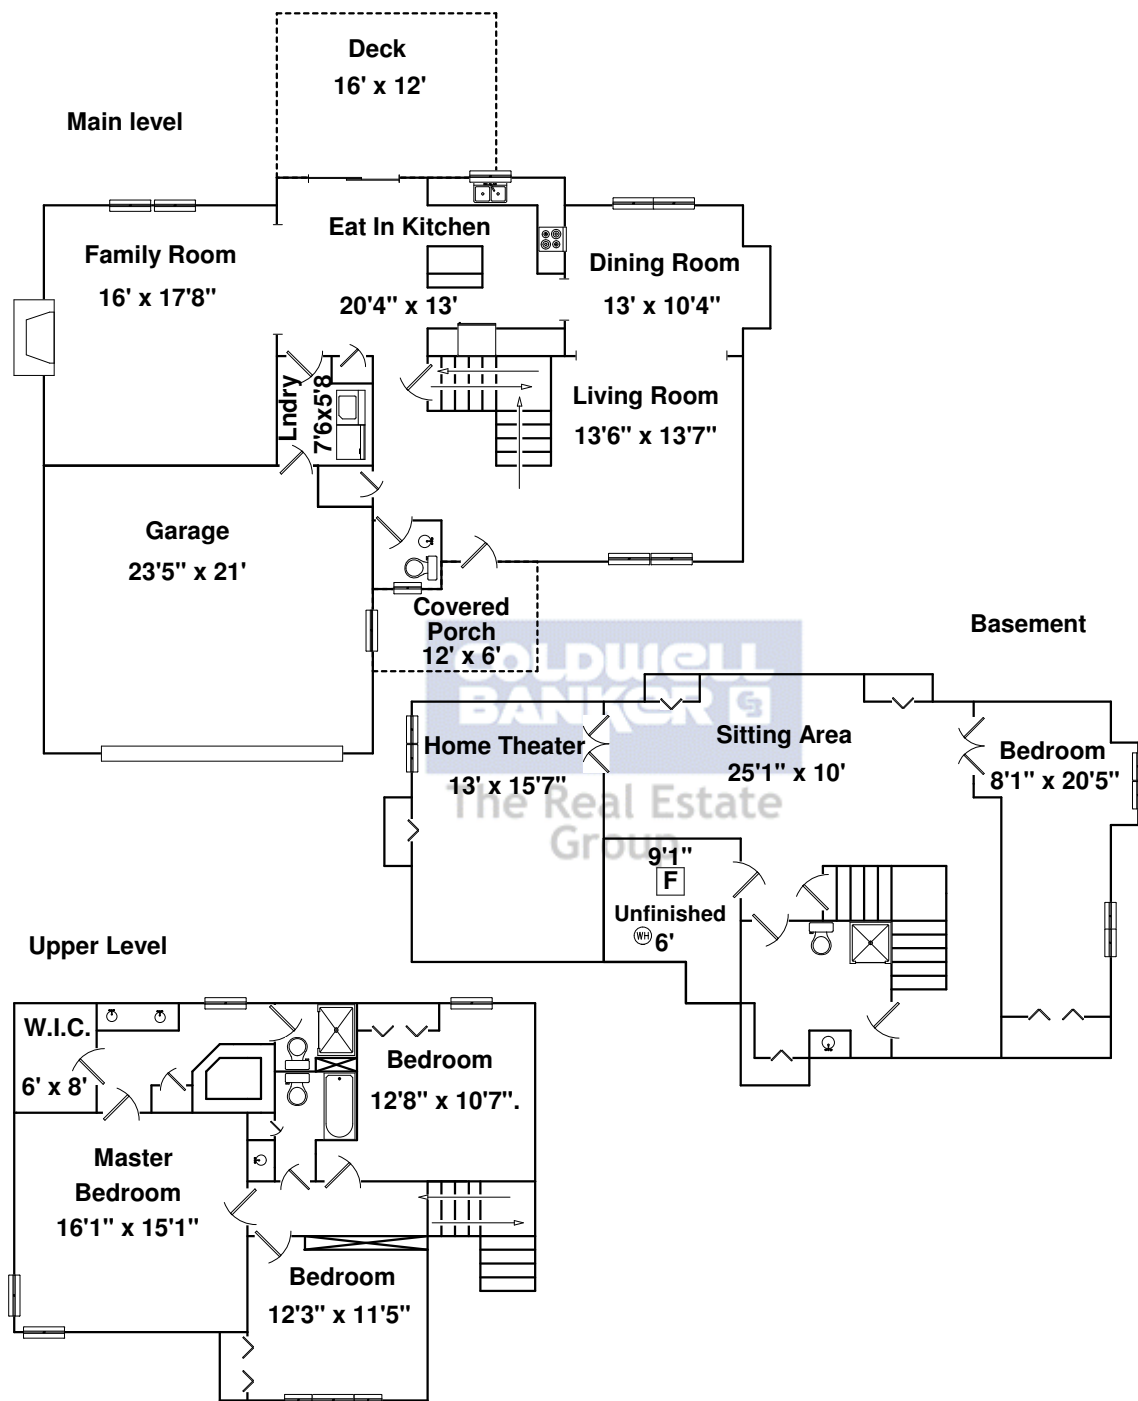 Main level
Deck
16' x 12'
Family Room
16' x 17'8"
Eat In Kitchen
20'4" x 13'
Dining Room
13' x 10'4"
Lndry
7'6x5'8
Living Room
13'6" x 13'7"
Garage
23'5" x 21'
Covered
Porch
12' x 6'
COLDWELL
BANKER CB
The Real Estate
Group
Basement
Home Theater
13' x 15'7"
Sitting Area
25'1" x 10'
Bedroom
8'1" x 20'5"
9'1"
F
Unfinished
WH 6'
Upper Level
W.I.C.
6' x 8'
Bedroom
12'8" x 10'7".
Master
Bedroom
16'1" x 15'1"
Bedroom
12'3" x 11'5"